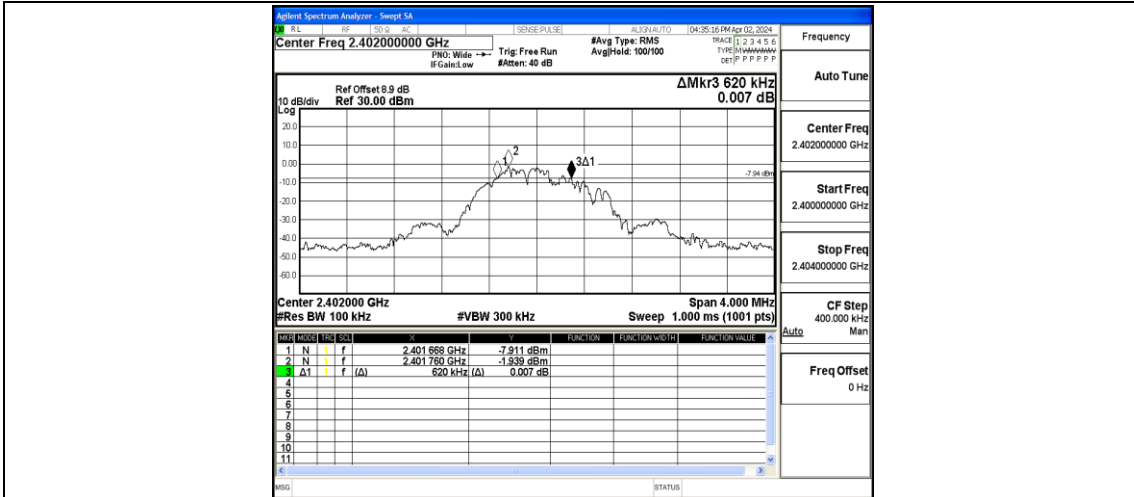 Agilent Spectrum Analyzer - Swept SA
RL RF 50 Ω AC SENSE:PULSE ALIGN AUTO 04:35:16 PM Apr 02, 2024
Center Freq 2.402000000 GHz #Avg Type: RMS TRACE 1 2 3 4 5 6
PNO: Wide Trig: Free Run Avg|Hold: 100/100 TYPE MWWWWW
IFGain:Low #Atten: 40 dB DET P P P P P P
Frequency
Auto Tune
Center Freq
2.402000000 GHz
Start Freq
2.400000000 GHz
Stop Freq
2.404000000 GHz
CF Step
400.000 kHz
Auto Man
Freq Offset
0 Hz
ΔMkr3 620 kHz
0.007 dB
Ref Offset 8.9 dB
10 dB/div Ref 30.00 dBm
Log
20.0
10.0
0.00
-10.0
-20.0
-30.0
-40.0
-50.0
-60.0
1
2
3Δ1
-7.94 dBm
Center 2.402000 GHz Span 4.000 MHz
#Res BW 100 kHz #VBW 300 kHz Sweep 1.000 ms (1001 pts)
MKR MODE TRC SCL X Y FUNCTION FUNCTION WIDTH FUNCTION VALUE
1 N 1 f 2.401 668 GHz -7.911 dBm
2 N 1 f 2.401 760 GHz -1.939 dBm
3 Δ1 1 f (Δ) 620 kHz (Δ) 0.007 dB
4
5
6
7
8
9
10
11
MSG STATUS